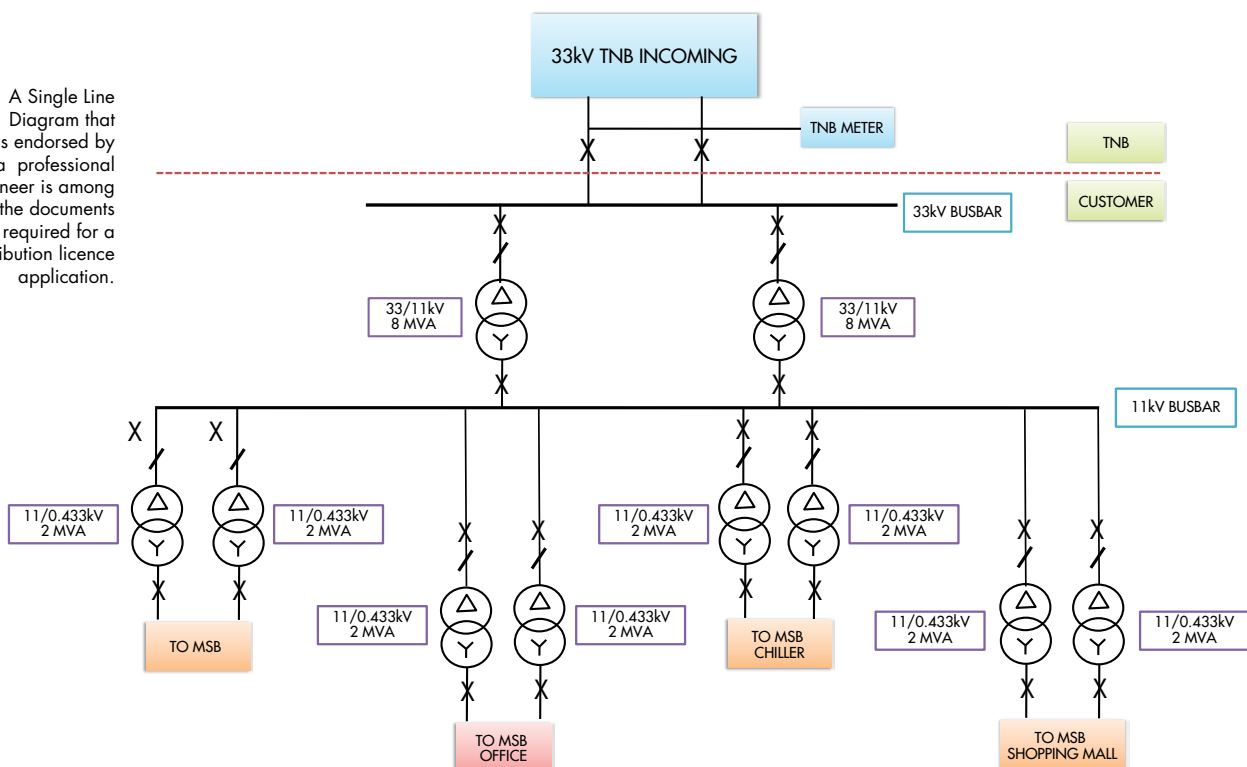 33kV TNB INCOMING
A Single Line
Diagram that
s endorsed by
a professional
neer is among
the documents
required for a
ibution licence
application.
TNB METER
TNB
CUSTOMER
33kV BUSBAR
33/11kV
8 MVA
33/11kV
8 MVA
11kV BUSBAR
11/0.433kV
2 MVA
11/0.433kV
2 MVA
11/0.433kV
2 MVA
11/0.433kV
2 MVA
11/0.433kV
2 MVA
11/0.433kV
2 MVA
11/0.433kV
2 MVA
11/0.433kV
2 MVA
TO MSB
TO MSB
CHILLER
TO MSB
OFFICE
TO MSB
SHOPPING MALL